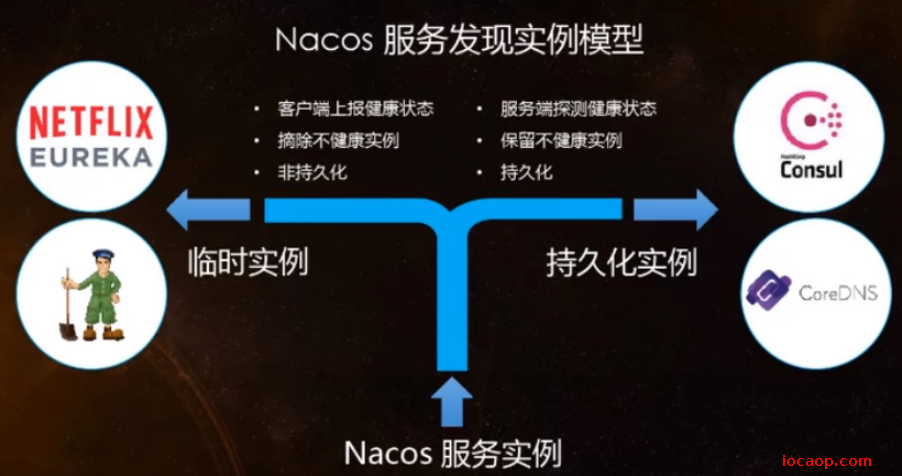 Nacos 服务发现实例模型
NETFLIX
EUREKA
• 客户端上报健康状态
• 摘除不健康实例
• 非持久化
• 服务端探测健康状态
• 保留不健康实例
• 持久化
HashiCorp
Consul
临时实例
持久化实例
CoreDNS
Nacos 服务实例
iocaop.com